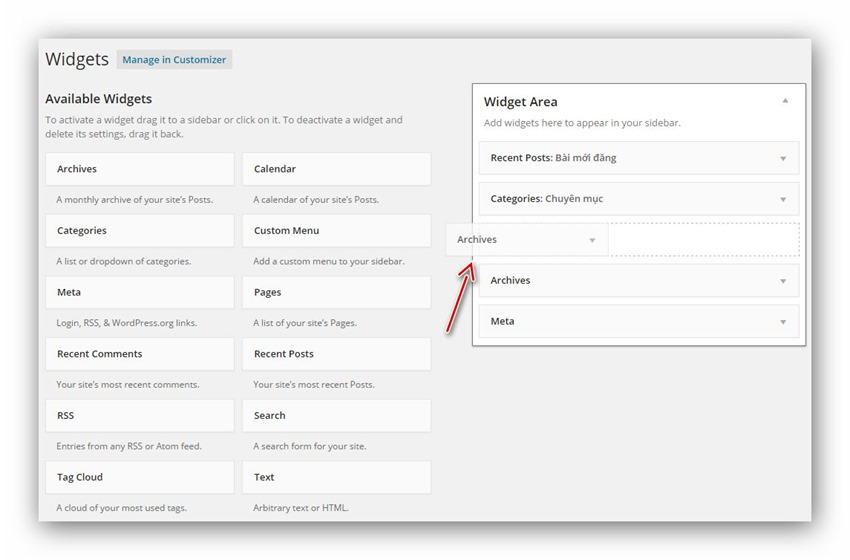 Widgets Manage in Customizer
Available Widgets
To activate a widget drag it to a sidebar or click on it. To deactivate a widget and
delete its settings, drag it back.
Archives
A monthly archive of your site's Posts.
Calendar
A calendar of your site's Posts.
Categories
A list or dropdown of categories.
Custom Menu
Add a custom menu to your sidebar.
Meta
Login, RSS, & WordPress.org links.
Pages
A list of your site's Pages.
Recent Comments
Your site's most recent comments.
Recent Posts
Your site's most recent Posts.
RSS
Entries from any RSS or Atom feed.
Search
A search form for your site.
Tag Cloud
A cloud of your most used tags.
Text
Arbitrary text or HTML.
Widget Area
Add widgets here to appear in your sidebar.
Recent Posts: Bài mới đăng
Categories: Chuyên mục
Archives
Archives
Meta